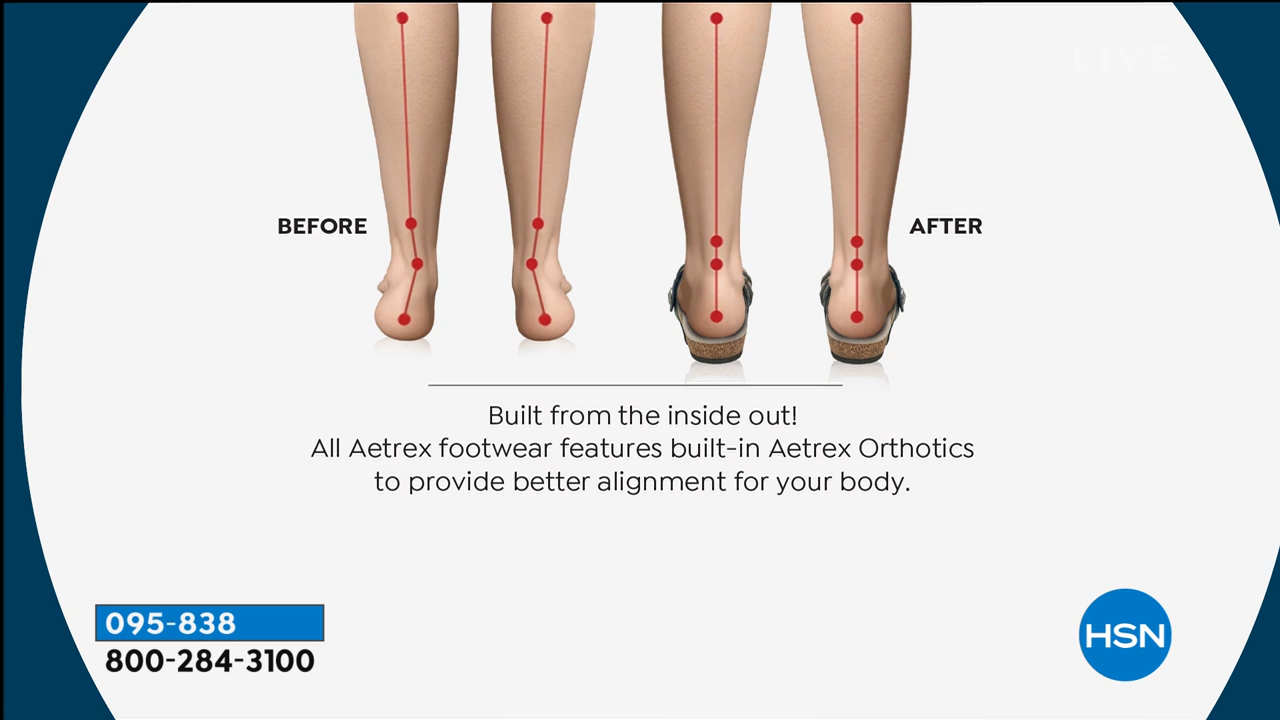 LIVE
BEFORE
AFTER
Built from the inside out!
All Aetrex footwear features built-in Aetrex Orthotics
to provide better alignment for your body.
095-838
800-284-3100
HSN